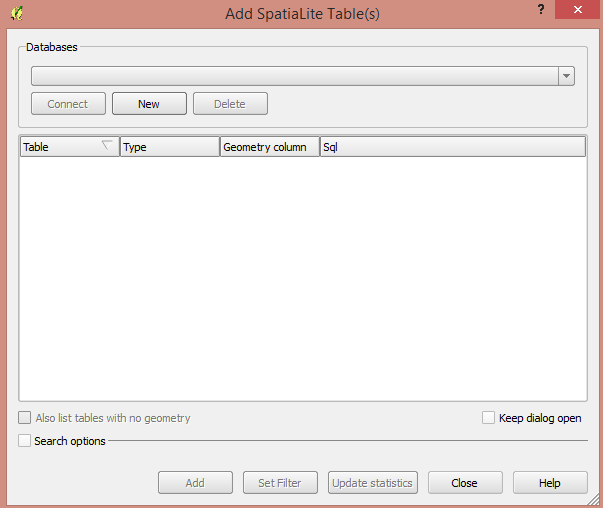 Add SpatiaLite Table(s)
?
Databases
Connect New Delete
Table Type Geometry column Sql
Also list tables with no geometry Keep dialog open
Search options
Add Set Filter Update statistics Close Help